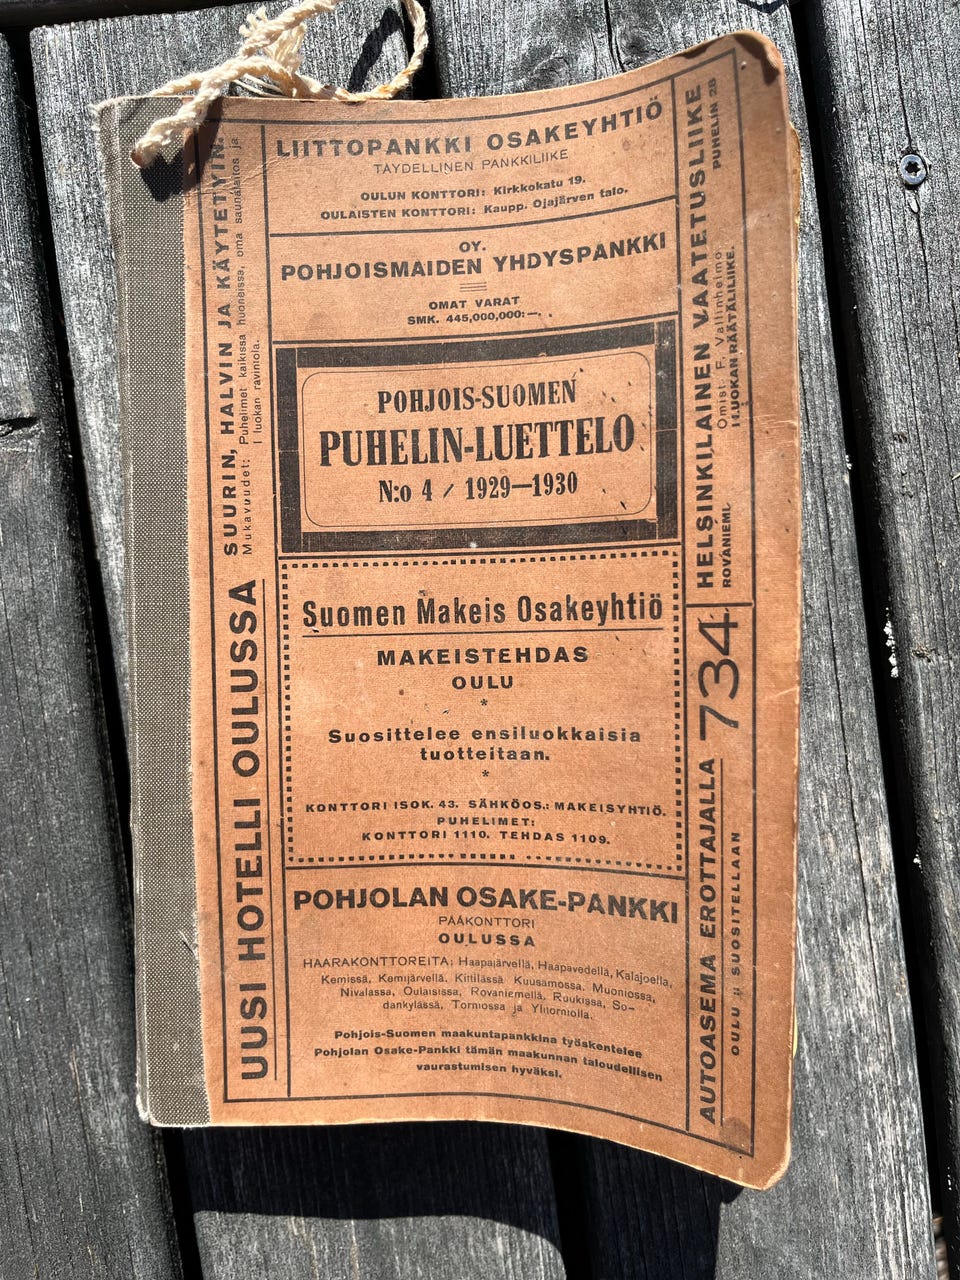 LIITTOPANKKI OSAKEYHTIÖ
TÄYDELLINEN PANKKILIIKE
OULUN KONTTORI: Kirkkokatu 19.
OULAISTEN KONTTORI: Kaupp. Ojajärven talo.
OY.
POHJOISMAIDEN YHDYSPANKKI
OMAT VARAT
SMK. 445,000,000:—.
POHJOIS-SUOMEN
PUHELIN-LUETTELO
N:o 4 / 1929—1930
Suomen Makeis Osakeyhtiö
MAKEISTEHDAS
OULU
*
Suosittelee ensiluokkaisia
tuotteitaan.
*
KONTTORI ISOK. 43. SÄHKÖOS.: MAKEISYHTIÖ.
PUHELIMET:
KONTTORI 1110. TEHDAS 1109.
POHJOLAN OSAKE-PANKKI
PÄÄKONTTORI
OULUSSA
HAARAKONTTOREITA: Haapajärvellä, Haapavedellä, Kalajoella,
Kemissä, Kemijärvellä, Kittilässä Kuusamossa, Muoniossa,
Nivalassa, Oulaisissa, Rovaniemellä, Ruukissa, So-
dankylässä, Torniossa ja Ylitorniolla.
Pohjois-Suomen maakuntapankkina työskentelee
Pohjolan Osake-Pankki tämän maakunnan taloudellisen
vaurastumisen hyväksi.
UUSI HOTELLI OULUSSA
SUURIN, HALVIN JA KÄYTETYIN.
Mukavuudet: Puhelimet kaikissa huoneissa, oma saunalaitos ja
I luokan ravintola.
HELSINKILAINEN VAATETUSLIIKE
Omist. F. Vallinheimo
PUHELIN 28
ROVANIEMI.
II LUOKAN RÄÄTÄLILIIKE.
AUTOASEMA EROTTAJALLA 734
OULU :: SUOSITELLAAN